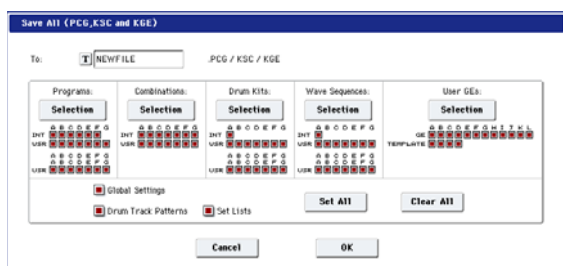 Save All (PCG,KSC and KGE)
To: T NEWFILE .PCG / KSC / KGE
Programs: Combinations: Drum Kits: Wave Sequences: User GEs:
Selection Selection Selection Selection Selection
A B C D E F G A B C D E F G A B C D E F G A B C D E F G A B C D E F G H I J K L
INT INT INT INT GE
USR USR USR USR TEMPLATE
A B C D E F G A B C D E F G A B C D E F G
A B C D E F G A B C D E F G A B C D E F G
USR USR USR
Global Settings
Drum Track Patterns Set Lists Set All Clear All
Cancel OK